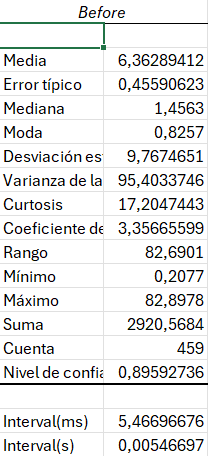 Before
Media 6,36289412
Error típico 0,45590623
Mediana 1,4563
Moda 0,8257
Desviación es 9,7674651
Varianza de la 95,4033746
Curtosis 17,2047443
Coeficiente de 3,35665599
Rango 82,6901
Mínimo 0,2077
Máximo 82,8978
Suma 2920,5684
Cuenta 459
Nivel de confia 0,89592736
Interval(ms) 5,46696676
Interval(s) 0,00546697